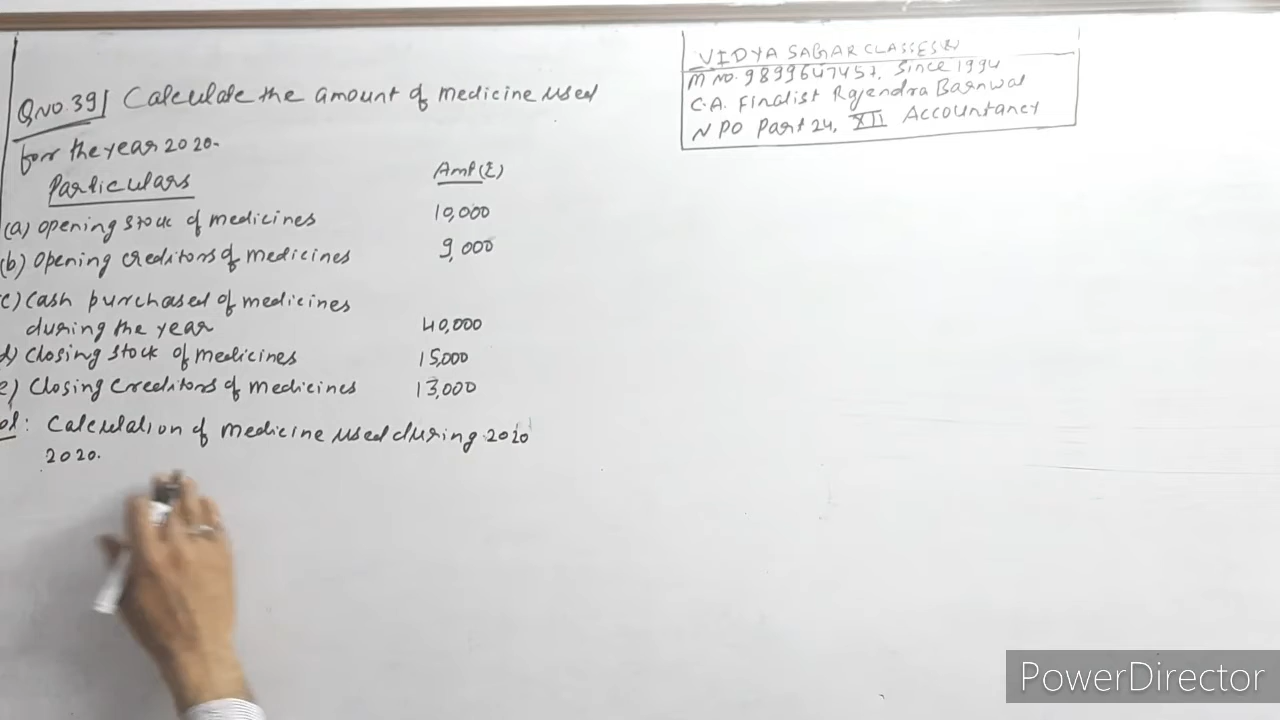 Q NO.39| Calculate the amount of medicine used
for the year 2020.
Particulars Amt(₹)
(a) opening stock of medicines 10,000
(b) opening creditors of medicines 9,000
c) Cash purchased of medicines
during the year 40,000
d) Closing stock of medicines 15,000
e) Closing Creditors of medicines 13,000
ol: Calculation of medicine used during 2020
2020.
VIDYA SAGAR CLASSES
M NO. 9899647457, Since 1994
C.A. Finalist Rajendra Barnwal
NPO Part 24, XII Accountancy
PowerDirector